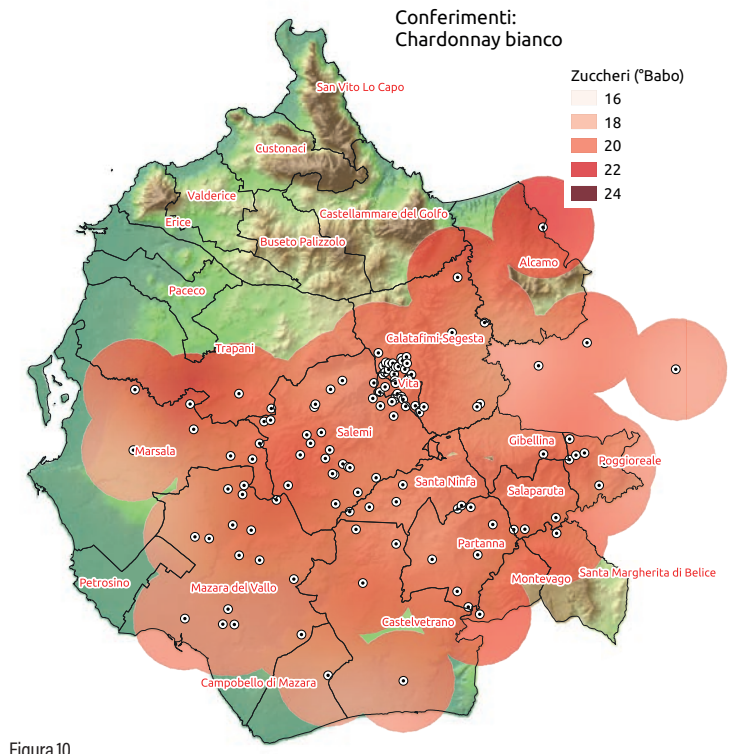 Conferimenti:
Chardonnay bianco
Zuccheri (°Babo)
16
18
20
22
24
San Vito Lo Capo
Custonaci
Valderice
Erice
Castellammare del Golfo
Buseto Palizzolo
Alcamo
Paceco
Trapani
Calatafimi-Segesta
Vita
Salemi
Marsala
Gibellina
Poggioreale
Santa Ninfa
Salaparuta
Partanna
Montevago
Santa Margherita di Belice
Petrosino
Mazara del Vallo
Castelvetrano
Campobello di Mazara
Figura 10